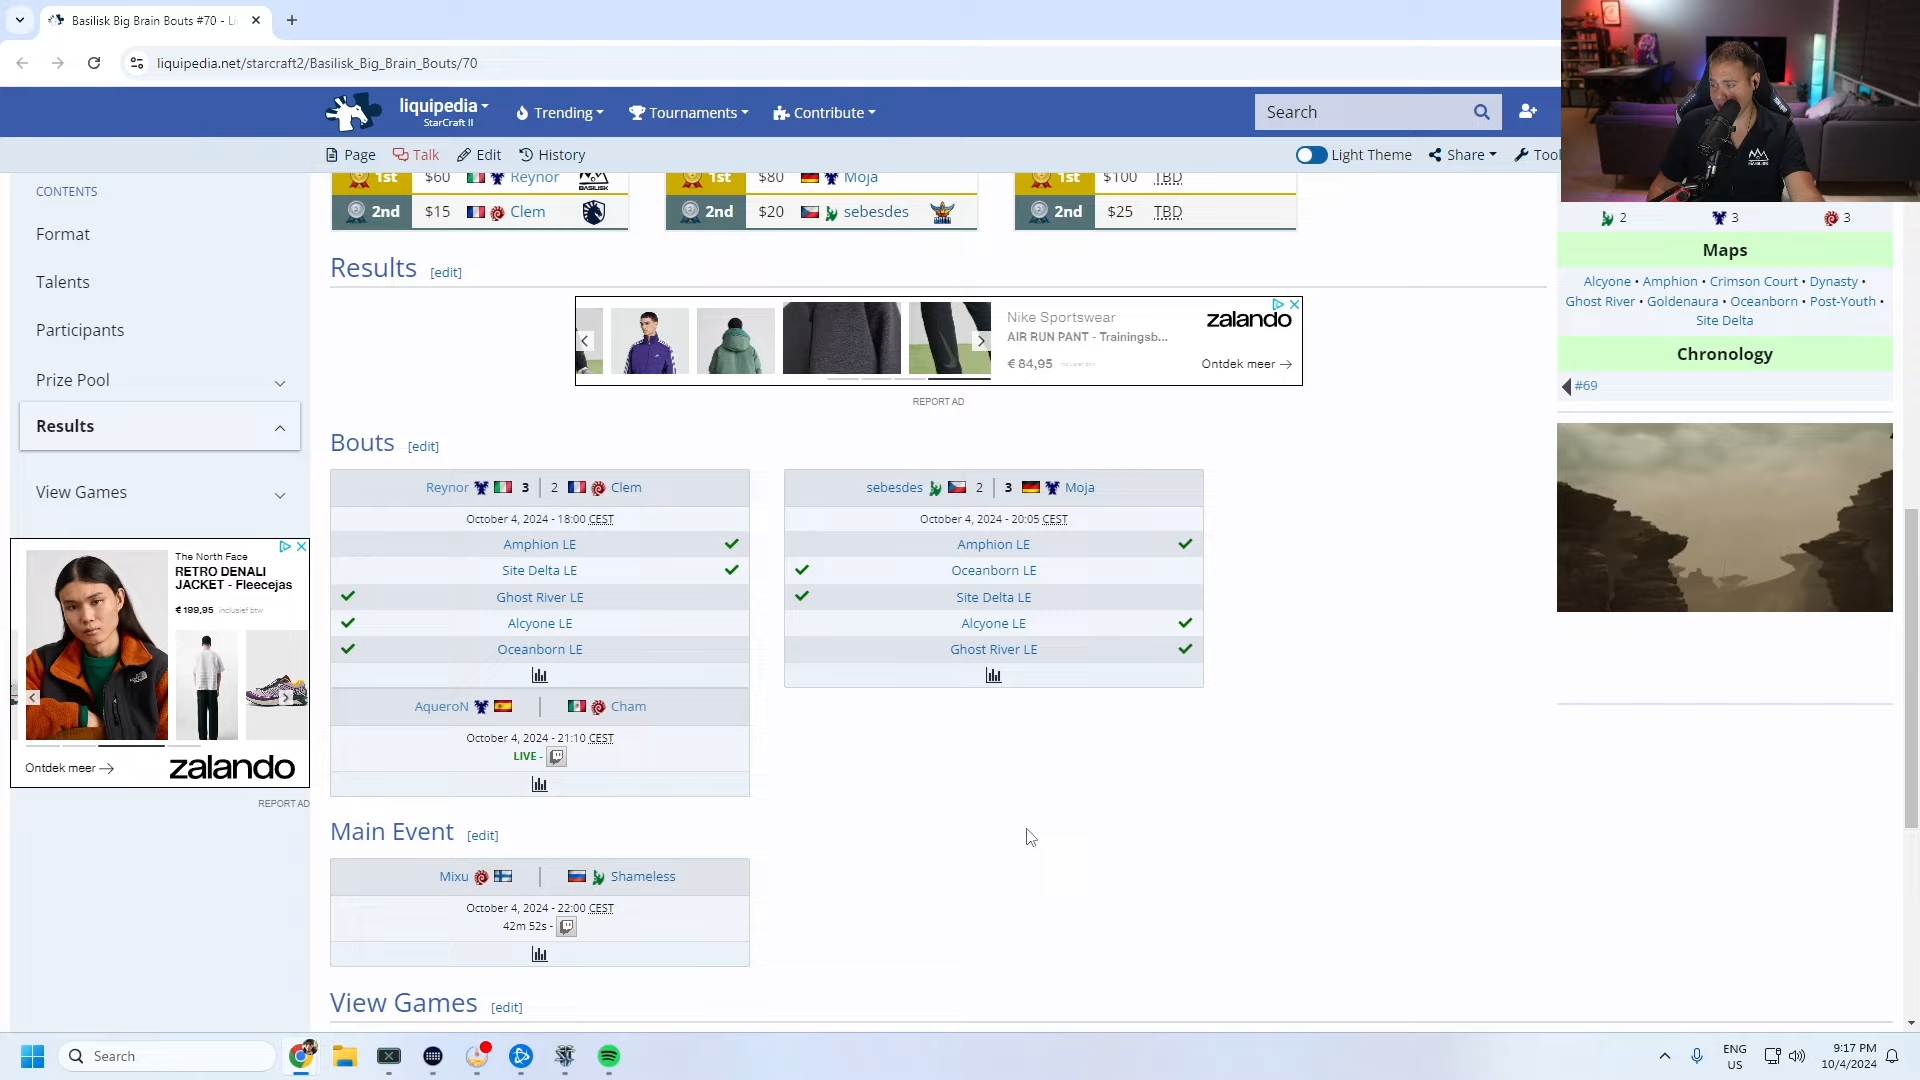 Basilisk Big Brain Bouts #70 - Li
liquipedia.net/starcraft2/Basilisk_Big_Brain_Bouts/70
liquipedia
StarCraft II
Trending
Tournaments
Contribute
Search
Page
Talk
Edit
History
Light Theme
Share
Tool
CONTENTS
Format
Talents
Participants
Prize Pool
Results
View Games
1st $60 Reynor BASILISK
2nd $15 Clem
1st $80 Moja
2nd $20 sebesdes
1st $100 TBD
2nd $25 TBD
2 3 3
Maps
Alcyone • Amphion • Crimson Court • Dynasty •
Ghost River • Goldenaura • Oceanborn • Post-Youth •
Site Delta
Chronology
#69
Results [edit]
Nike Sportswear
AIR RUN PANT - Trainingsb...
€ 84,95
zalando
Ontdek meer
REPORT AD
Bouts [edit]
Reynor 3 2 Clem
October 4, 2024 - 18:00 CEST
Amphion LE
Site Delta LE
Ghost River LE
Alcyone LE
Oceanborn LE
sebesdes 2 3 Moja
October 4, 2024 - 20:05 CEST
Amphion LE
Oceanborn LE
Site Delta LE
Alcyone LE
Ghost River LE
AqueroN Cham
October 4, 2024 - 21:10 CEST
LIVE -
The North Face
RETRO DENALI
JACKET - Fleecejas
€ 199,95 inclusief btw
Ontdek meer
zalando
REPORT AD
Main Event [edit]
Mixu Shameless
October 4, 2024 - 22:00 CEST
42m 52s -
View Games [edit]
Search
ENG
US
9:17 PM
10/4/2024